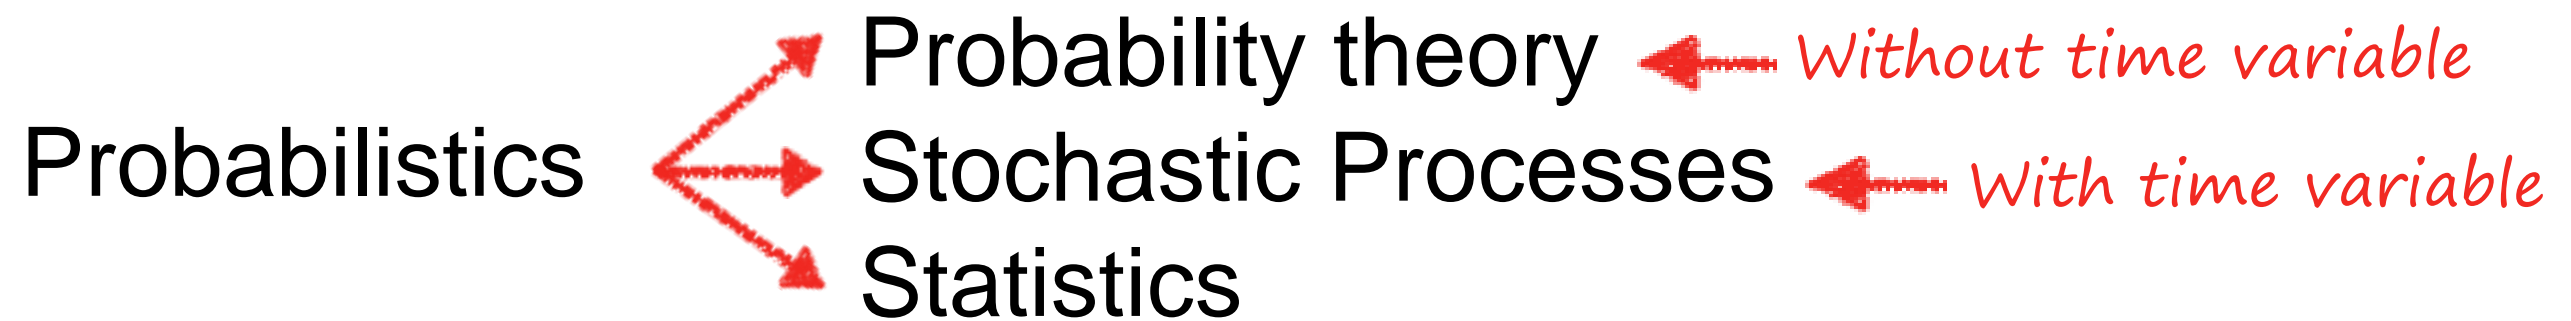 Probability theory Without time variable
Probabilistics
Stochastic Processes With time variable
Statistics